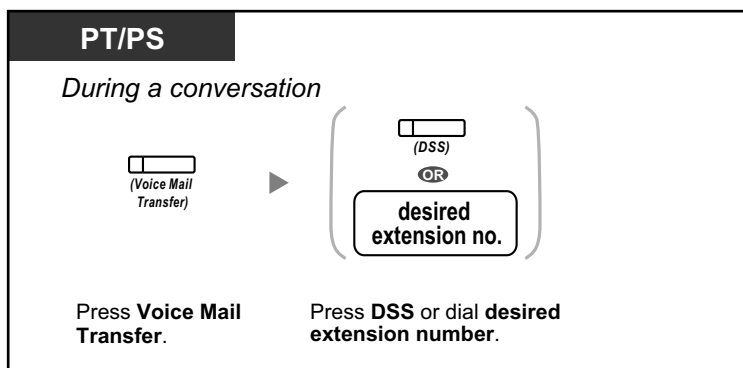 PT/PS
During a conversation
(Voice Mail
Transfer)
(DSS)
OR
desired
extension no.
Press Voice Mail
Transfer.
Press DSS or dial desired
extension number.